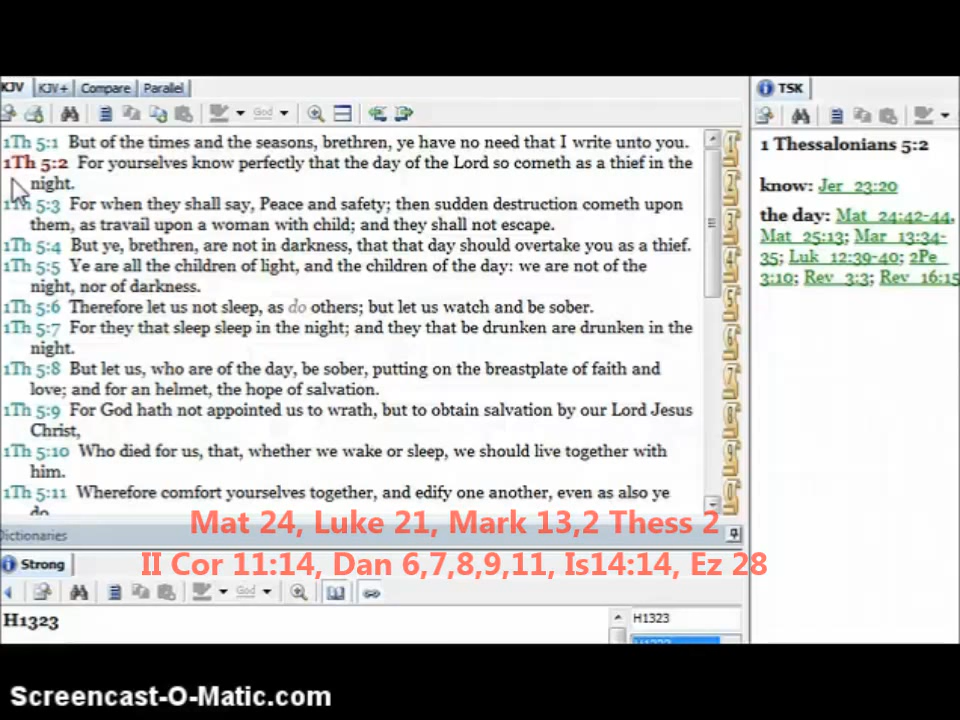 KJV KJV+ Compare Parallel
God
1Th 5:1 But of the times and the seasons, brethren, ye have no need that I write unto you.
1Th 5:2 For yourselves know perfectly that the day of the Lord so cometh as a thief in the
night.
1Th 5:3 For when they shall say, Peace and safety; then sudden destruction cometh upon
them, as travail upon a woman with child; and they shall not escape.
1Th 5:4 But ye, brethren, are not in darkness, that that day should overtake you as a thief.
1Th 5:5 Ye are all the children of light, and the children of the day: we are not of the
night, nor of darkness.
1Th 5:6 Therefore let us not sleep, as do others; but let us watch and be sober.
1Th 5:7 For they that sleep sleep in the night; and they that be drunken are drunken in the
night.
1Th 5:8 But let us, who are of the day, be sober, putting on the breastplate of faith and
love; and for an helmet, the hope of salvation.
1Th 5:9 For God hath not appointed us to wrath, but to obtain salvation by our Lord Jesus
Christ,
1Th 5:10 Who died for us, that, whether we wake or sleep, we should live together with
him.
1Th 5:11 Wherefore comfort yourselves together, and edify one another, even as also ye
do.
TSK
1 Thessalonians 5:2
know: Jer 23:20
the day: Mat 24:42-44,
Mat 25:13; Mar 13:34-
35; Luk 12:39-40; 2Pe
3:10; Rev 3:3; Rev 16:15
Mat 24, Luke 21, Mark 13,2 Thess 2
Dictionaries
II Cor 11:14, Dan 6,7,8,9,11, Is14:14, Ez 28
Strong
God
H1323
H1323
Screencast-O-Matic.com